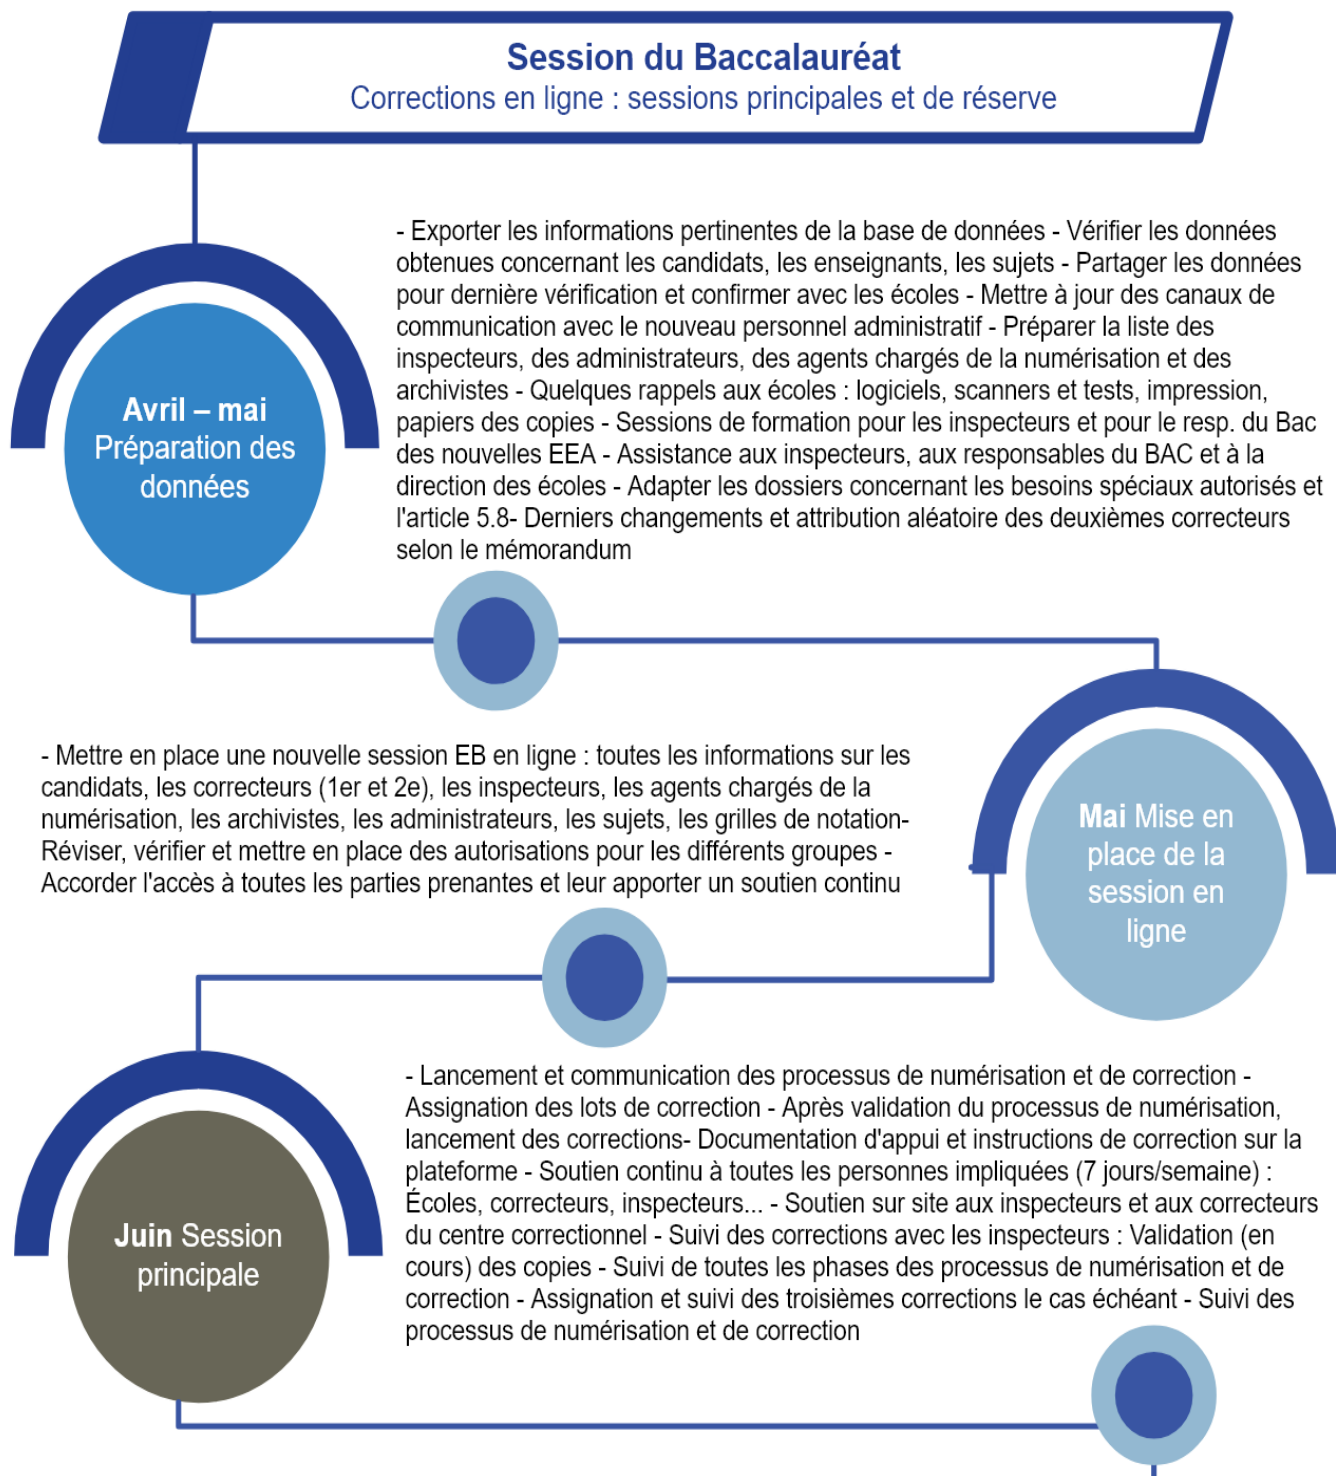 Session du Baccalauréat
Corrections en ligne : sessions principales et de réserve
- Exporter les informations pertinentes de la base de données - Vérifier les données
obtenues concernant les candidats, les enseignants, les sujets - Partager les données
pour dernière vérification et confirmer avec les écoles - Mettre à jour des canaux de
communication avec le nouveau personnel administratif - Préparer la liste des
inspecteurs, des administrateurs, des agents chargés de la numérisation et des
archivistes - Quelques rappels aux écoles : logiciels, scanners et tests, impression,
papiers des copies - Sessions de formation pour les inspecteurs et pour le resp. du Bac
des nouvelles EEA - Assistance aux inspecteurs, aux responsables du BAC et à la
direction des écoles - Adapter les dossiers concernant les besoins spéciaux autorisés et
l'article 5.8- Derniers changements et attribution aléatoire des deuxièmes correcteurs
selon le mémorandum
Avril – mai
Préparation des
données
- Mettre en place une nouvelle session EB en ligne : toutes les informations sur les
candidats, les correcteurs (1er et 2e), les inspecteurs, les agents chargés de la
numérisation, les archivistes, les administrateurs, les sujets, les grilles de notation-
Réviser, vérifier et mettre en place des autorisations pour les différents groupes -
Accorder l'accès à toutes les parties prenantes et leur apporter un soutien continu
Mai Mise en
place de la
session en
ligne
- Lancement et communication des processus de numérisation et de correction -
Assignation des lots de correction - Après validation du processus de numérisation,
lancement des corrections- Documentation d'appui et instructions de correction sur la
plateforme - Soutien continu à toutes les personnes impliquées (7 jours/semaine) :
Écoles, correcteurs, inspecteurs... - Soutien sur site aux inspecteurs et aux correcteurs
du centre correctionnel - Suivi des corrections avec les inspecteurs : Validation (en
cours) des copies - Suivi de toutes les phases des processus de numérisation et de
correction - Assignation et suivi des troisièmes corrections le cas échéant - Suivi des
processus de numérisation et de correction
Juin Session
principale